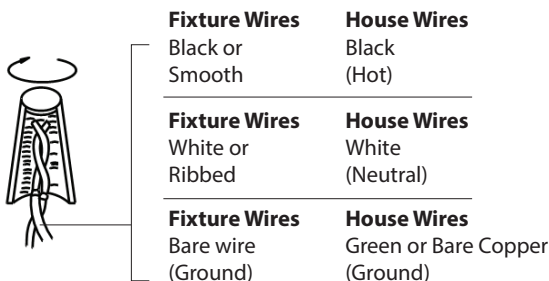 Fixture Wires House Wires
Black or Black
Smooth (Hot)
Fixture Wires House Wires
White or White
Ribbed (Neutral)
Fixture Wires House Wires
Bare wire Green or Bare Copper
(Ground) (Ground)